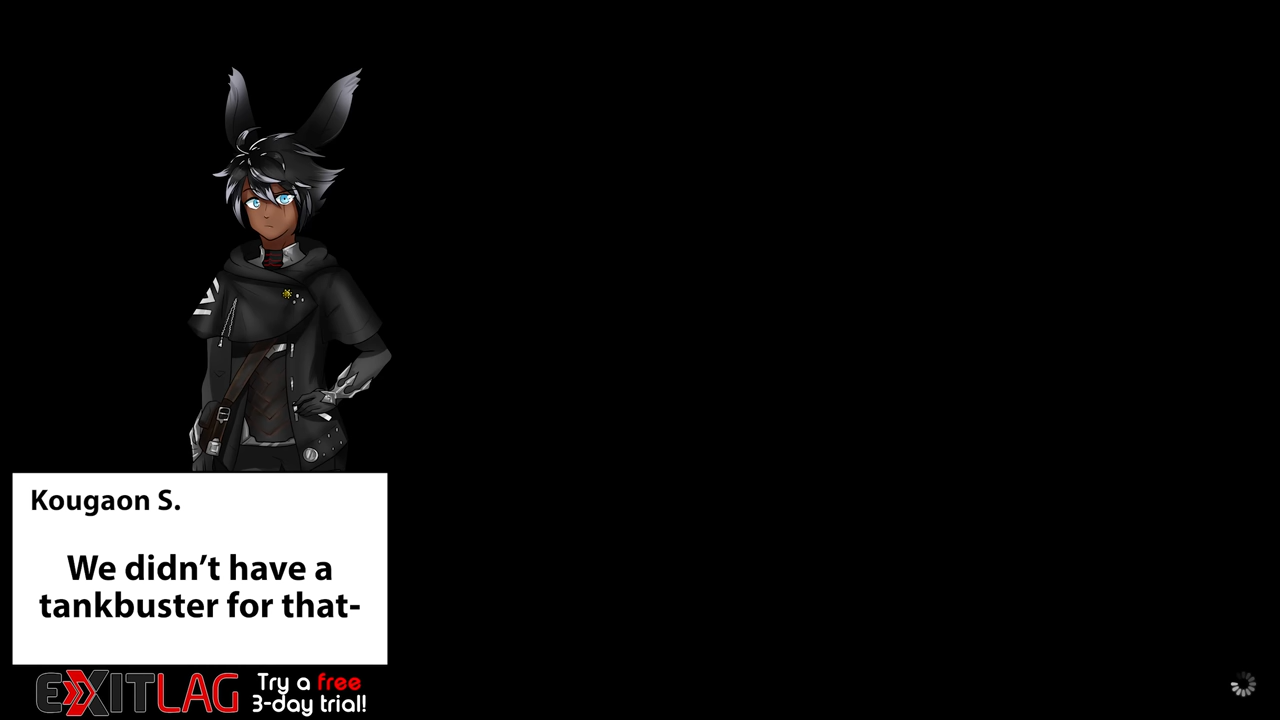 Kougaon S.
We didn't have a
tankbuster for that-
EXITLAG
Try a free
3-day trial!